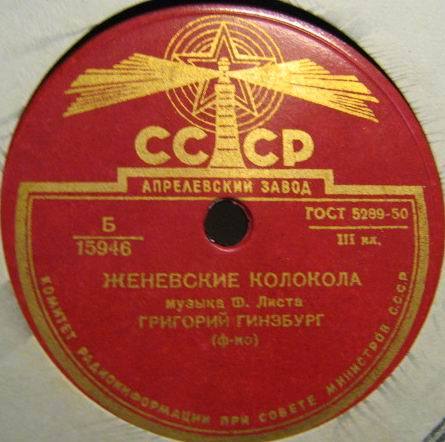 СССР
АПРЕЛЕВСКИЙ ЗАВОД
Б
15946
ГОСТ 5289-50
III кл.
ЖЕНЕВСКИЕ КОЛОКОЛА
музыка Ф. Листа
ГРИГОРИЙ ГИНЗБУРГ
(ф-но)
КОМИТЕТ РАДИОИНФОРМАЦИИ ПРИ СОВЕТЕ МИНИСТРОВ СССР